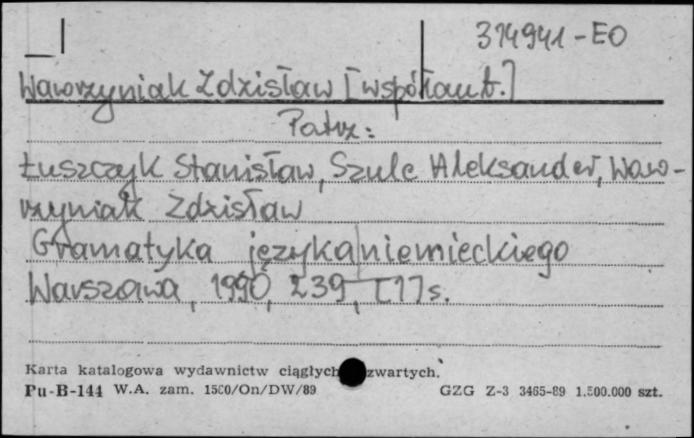 314941-EO
Wawrzyniak Zdzisław [współaut.]
Patrz:
Łuszczyk Stanisław, Szulc Aleksander, Waw-
rzyniak Zdzisław
Gramatyka języka niemieckiego
Warszawa, 1990, 239, [1] s.
Karta katalogowa wydawnictw ciągłych zwartych.
Pu-B-144 W.A. zam. 1500/On/DW/89 GZG Z-3 3465-89 1.500.000 szt.